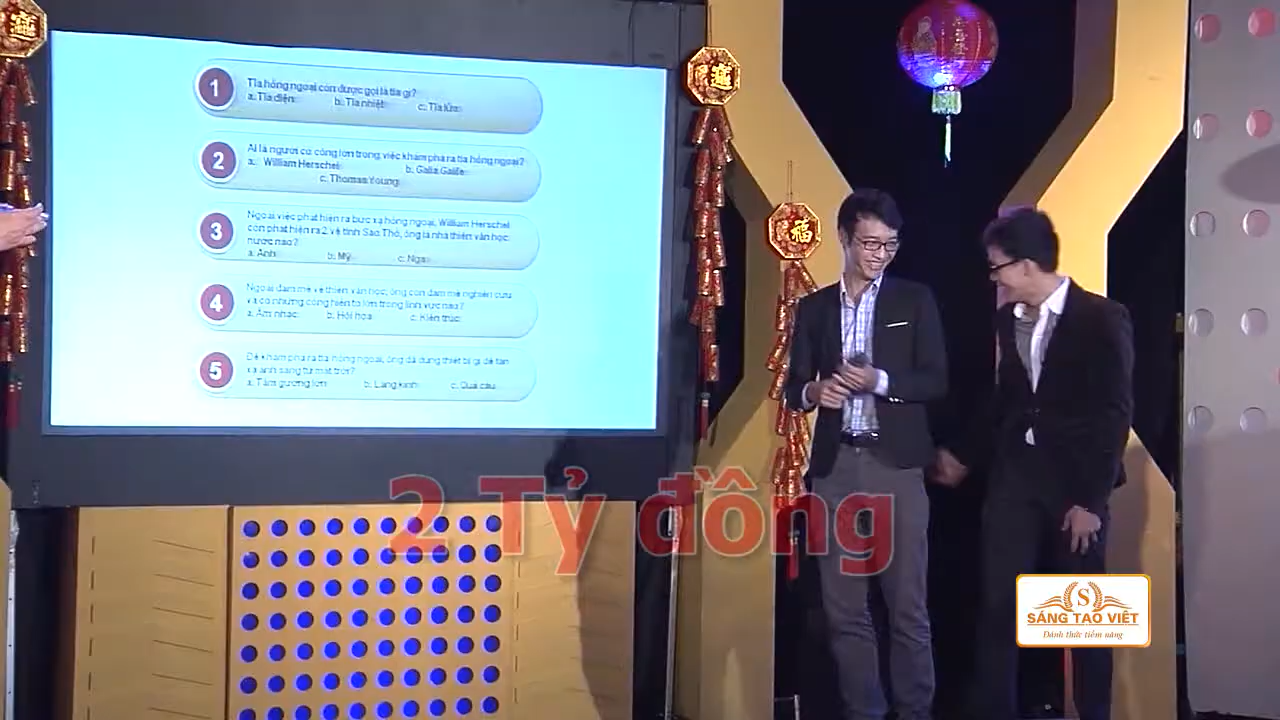 1
Tia hồng ngoại còn được gọi là tia gì?
a. Tia điện b. Tia nhiệt c. Tia lửa
2
Ai là người có công lớn trong việc khám phá ra tia hồng ngoại?
a. William Herschel b. Galia Galile
c. Thomas Young
3
Ngoài việc phát hiện ra bức xạ hồng ngoại, William Herschel
còn phát hiện ra 2 vệ tinh Sao Thổ, ông là nhà thiên văn học
nước nào?
a. Anh b. Mỹ c. Nga
4
Ngoài đam mê về thiên văn học, ông còn đam mê nghiên cứu
và có những cống hiến to lớn trong lĩnh vực nào?
a. Âm nhạc b. Hội họa c. Kiến trúc
5
Để khám phá ra tia hồng ngoại, ông đã dùng thiết bị gì để tán
xạ ánh sáng từ mặt trời?
a. Tấm gương lớn b. Lăng kính c. Quả cầu
福
2 Tỷ đồng
S
SÁNG TẠO VIỆT
Đánh thức tiềm năng